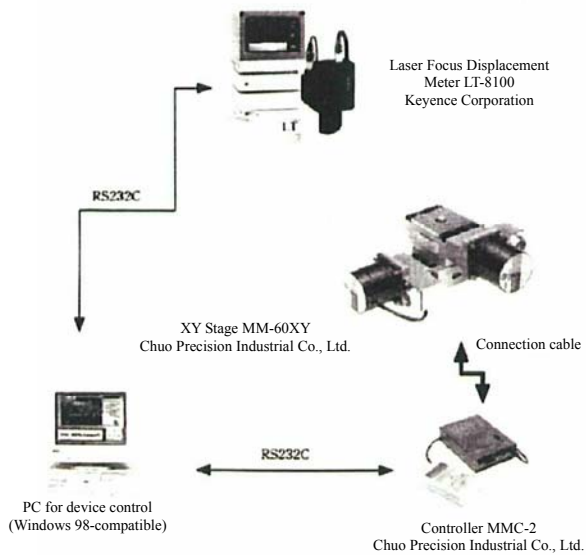 Laser Focus Displacement
Meter LT-8100
Keyence Corporation
LT
RS232C
XY Stage MM-60XY
Chuo Precision Industrial Co., Ltd.
Connection cable
RS232C
PC for device control
(Windows 98-compatible)
Controller MMC-2
Chuo Precision Industrial Co., Ltd.